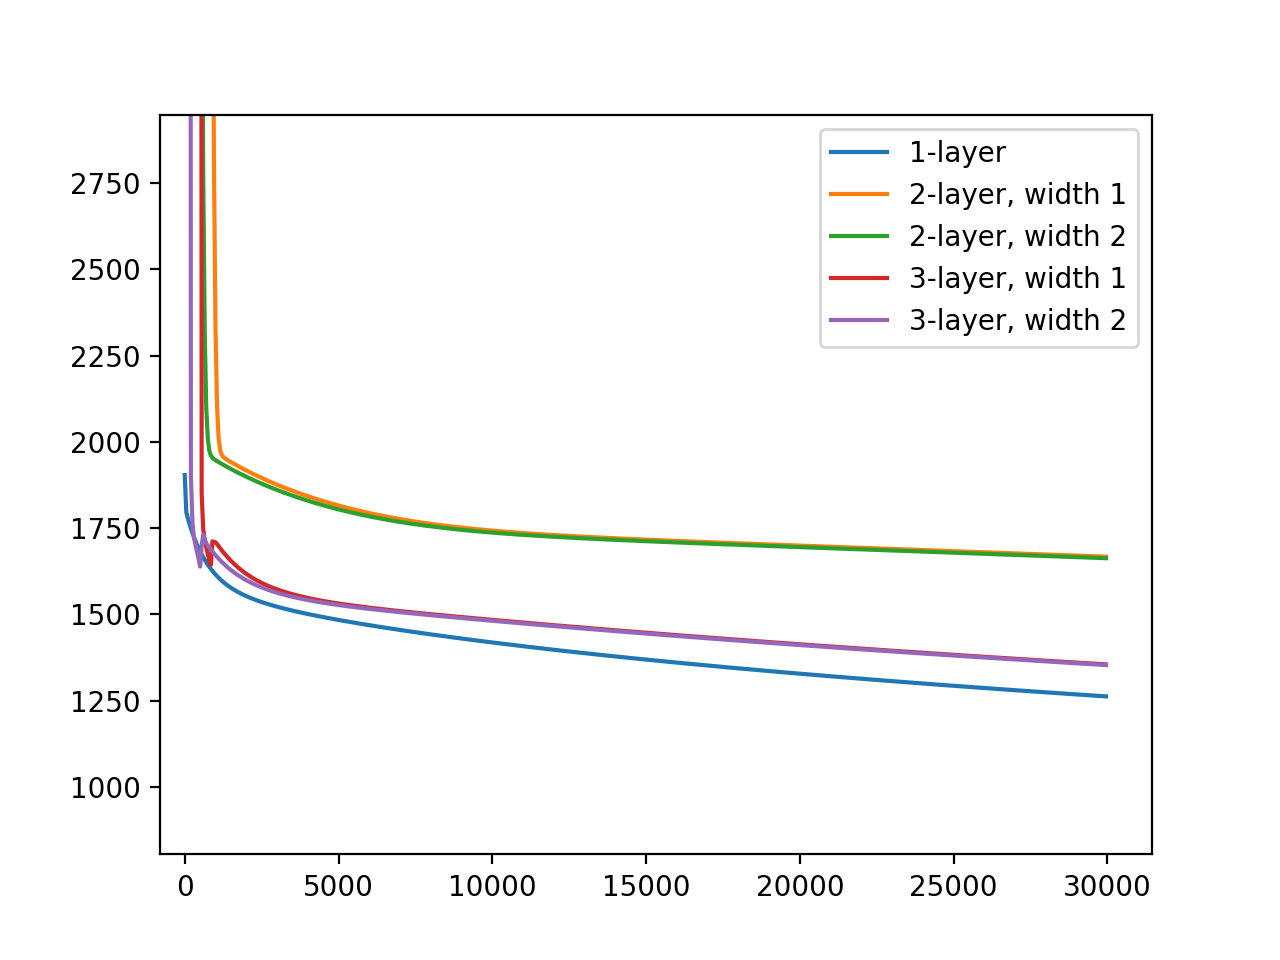 2750
2500
2250
2000
1750
1500
1250
1000
0 5000 10000 15000 20000 25000 30000
1-layer
2-layer, width 1
2-layer, width 2
3-layer, width 1
3-layer, width 2